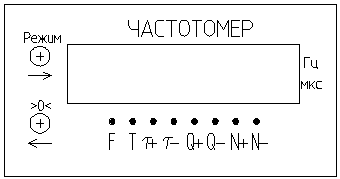 ЧАСТОТОМЕР
Режим
Гц
мкс
>0<
F T τ+ τ- Q+ Q- N+ N-